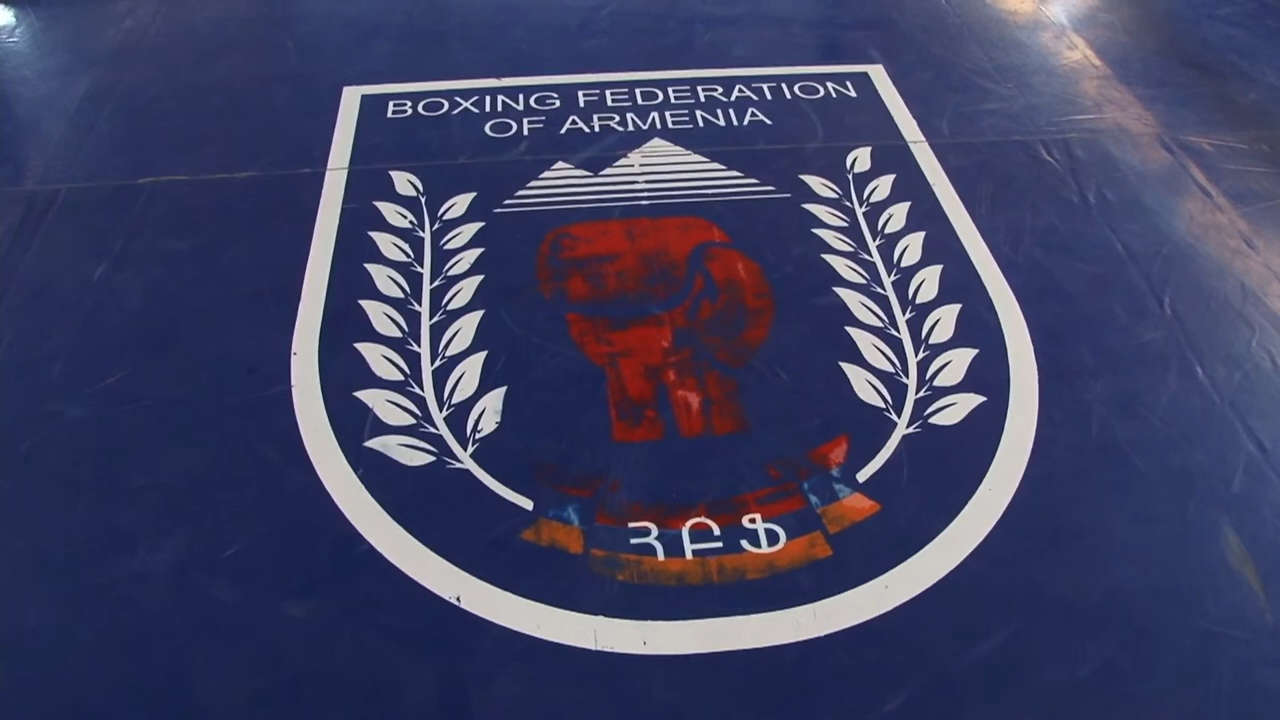 BOXING FEDERATION
OF ARMENIA
ՀԲՖ